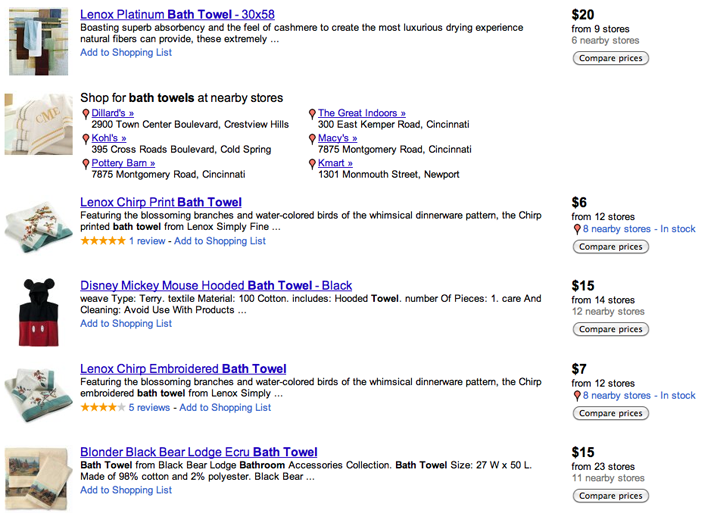 Lenox Platinum Bath Towel - 30x58
Boasting superb absorbency and the feel of cashmere to create the most luxurious drying experience
natural fibers can provide, these extremely ...
Add to Shopping List
$20
from 9 stores
6 nearby stores
Compare prices
CME
Shop for bath towels at nearby stores
Dillard's »
2900 Town Center Boulevard, Crestview Hills
The Great Indoors »
300 East Kemper Road, Cincinnati
Kohl's »
395 Cross Roads Boulevard, Cold Spring
Macy's »
7875 Montgomery Road, Cincinnati
Pottery Barn »
7875 Montgomery Road, Cincinnati
Kmart »
1301 Monmouth Street, Newport
Lenox Chirp Print Bath Towel
Featuring the blossoming branches and water-colored birds of the whimsical dinnerware pattern, the Chirp
printed bath towel from Lenox Simply Fine ...
1 review - Add to Shopping List
$6
from 12 stores
8 nearby stores - In stock
Compare prices
Disney Mickey Mouse Hooded Bath Towel - Black
weave Type: Terry. textile Material: 100 Cotton. includes: Hooded Towel. number Of Pieces: 1. care And
Cleaning: Avoid Use With Products ...
Add to Shopping List
$15
from 14 stores
12 nearby stores
Compare prices
Lenox Chirp Embroidered Bath Towel
Featuring the blossoming branches and water-colored birds of the whimsical dinnerware pattern, the Chirp
embroidered bath towel from Lenox Simply ...
5 reviews - Add to Shopping List
$7
from 12 stores
8 nearby stores - In stock
Compare prices
Blonder Black Bear Lodge Ecru Bath Towel
Bath Towel from Black Bear Lodge Bathroom Accessories Collection. Bath Towel Size: 27 W x 50 L.
Made of 98% cotton and 2% polyester. Black Bear ...
Add to Shopping List
$15
from 23 stores
11 nearby stores
Compare prices